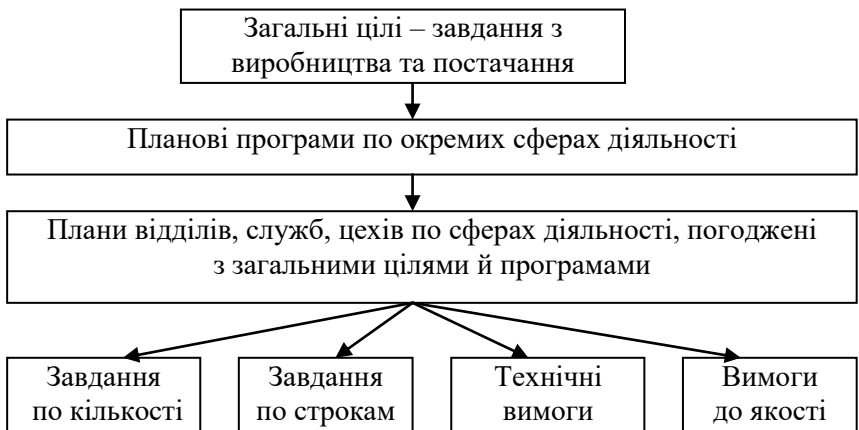 Загальні цілі – завдання з
виробництва та постачання
Планові програми по окремих сферах діяльності
Плани відділів, служб, цехів по сферах діяльності, погоджені
з загальними цілями й програмами
Завдання
по кількості
Завдання
по строкам
Технічні
вимоги
Вимоги
до якості